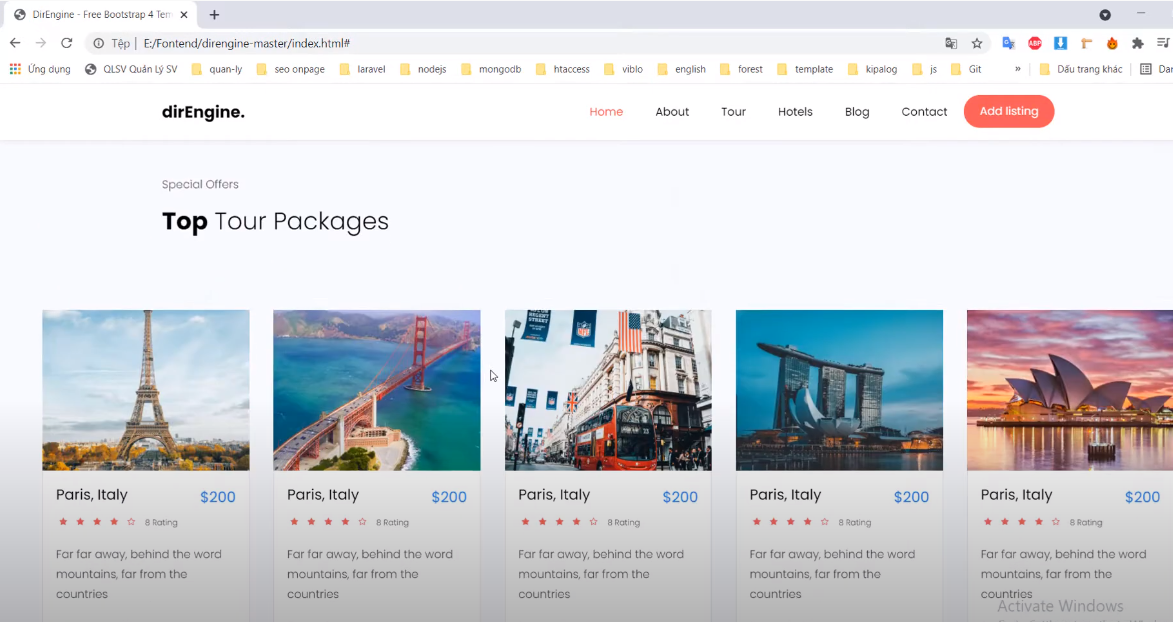 DirEngine - Free Bootstrap 4 Tem
Tệp | E:/Fontend/direngine-master/index.html#
ABP
Ứng dụng QLSV Quản Lý SV quan-ly seo onpage laravel nodejs mongodb htaccess viblo english forest template kipalog js Git » Dấu trang khác Dan
dirEngine. Home About Tour Hotels Blog Contact Add listing
Special Offers
Top Tour Packages
Paris, Italy $200 Paris, Italy $200 Paris, Italy $200 Paris, Italy $200 Paris, Italy $200
8 Rating 8 Rating 8 Rating 8 Rating 8 Rating
Far far away, behind the word Far far away, behind the word Far far away, behind the word Far far away, behind the word Far far away, behind the word
mountains, far from the mountains, far from the mountains, far from the mountains, far from the mountains, far from the
countries countries countries countries countries
Activate Windows